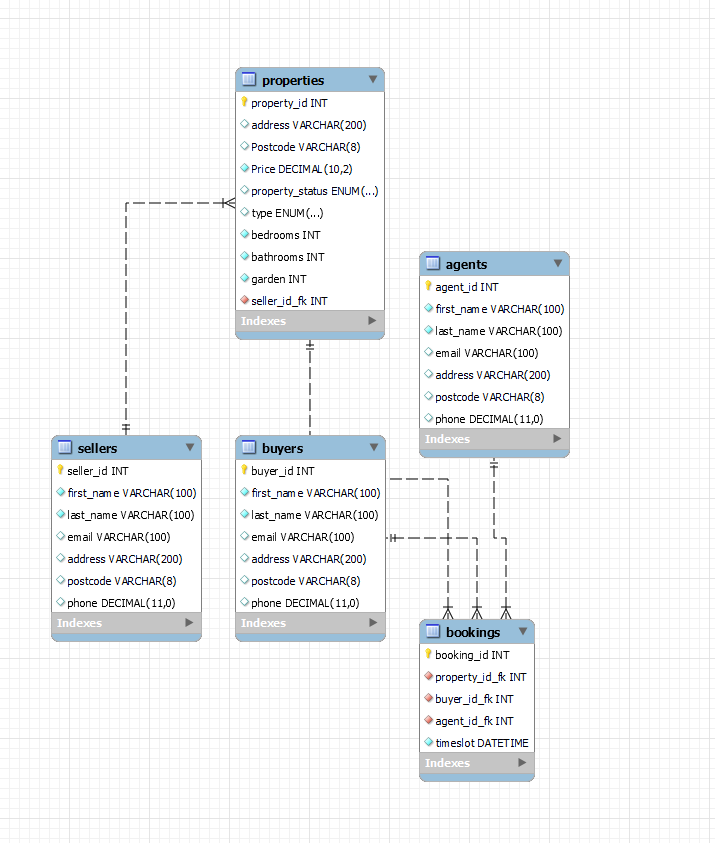 properties
property_id INT
address VARCHAR(200)
Postcode VARCHAR(8)
Price DECIMAL(10,2)
property_status ENUM(...)
type ENUM(...)
bedrooms INT
bathrooms INT
garden INT
seller_id_fk INT
Indexes
agents
agent_id INT
first_name VARCHAR(100)
last_name VARCHAR(100)
email VARCHAR(100)
address VARCHAR(200)
postcode VARCHAR(8)
phone DECIMAL(11,0)
Indexes
sellers
seller_id INT
first_name VARCHAR(100)
last_name VARCHAR(100)
email VARCHAR(100)
address VARCHAR(200)
postcode VARCHAR(8)
phone DECIMAL(11,0)
Indexes
buyers
buyer_id INT
first_name VARCHAR(100)
last_name VARCHAR(100)
email VARCHAR(100)
address VARCHAR(200)
postcode VARCHAR(8)
phone DECIMAL(11,0)
Indexes
bookings
booking_id INT
property_id_fk INT
buyer_id_fk INT
agent_id_fk INT
timeslot DATETIME
Indexes